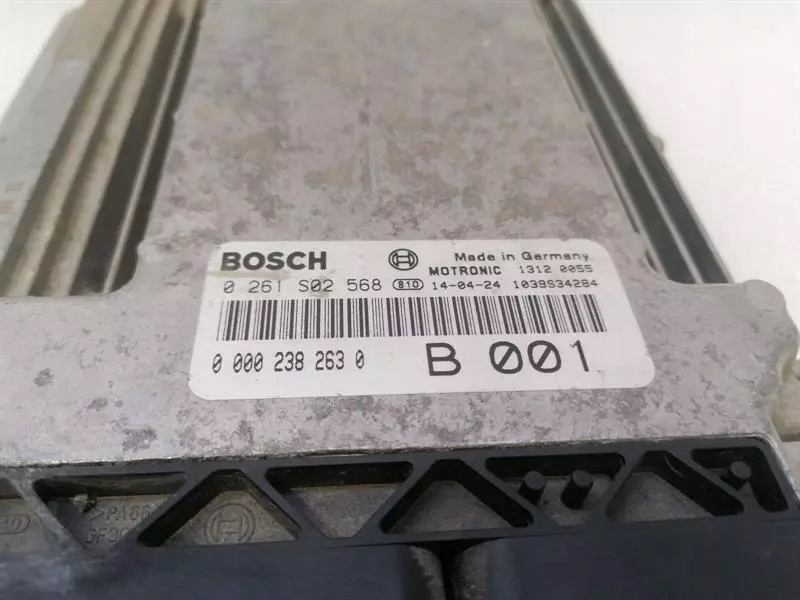 BOSCH Made in Germany
MOTRONIC 1312 0055
0 261 S02 568 810 14-04-24 1039S34284
0 000 238 263 0 B 001
>PA66